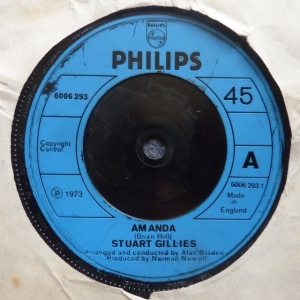 PHILIPS
6006 293
45
Copyright
Control
A
6006 293 1
Made
in
England
℗ 1973
AMANDA
(Brian Hill)
STUART GILLIES
Arranged and conducted by Alan Braden
Produced by Norman Newell